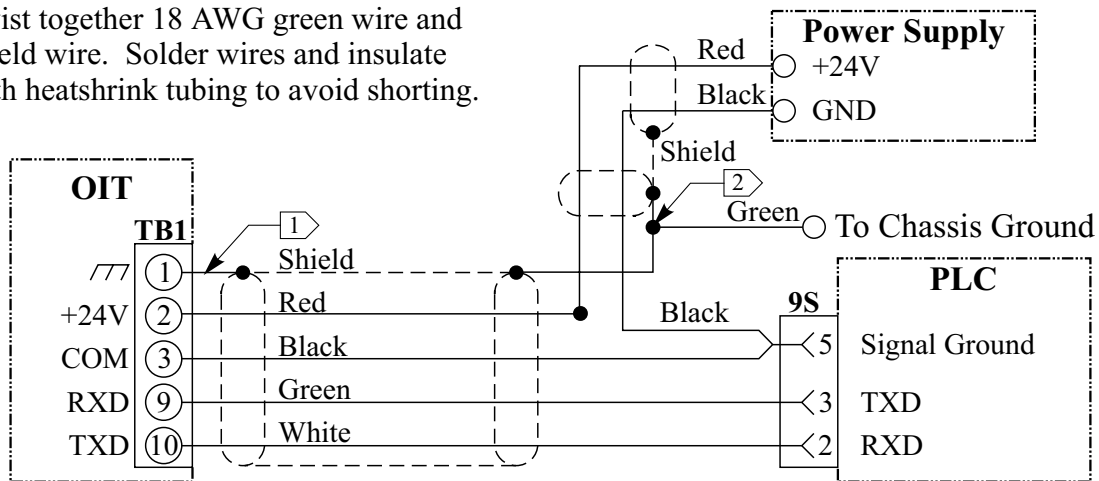 ist together 18 AWG green wire and
eld wire. Solder wires and insulate
th heatshrink tubing to avoid shorting.
Power Supply
Red
+24V
Black
GND
Shield
2
Green
To Chassis Ground
OIT
TB1
1
Shield
1
+24V
2
Red
COM
3
Black
RXD
9
Green
TXD
10
White
PLC
9S
Black
5
Signal Ground
3
TXD
2
RXD